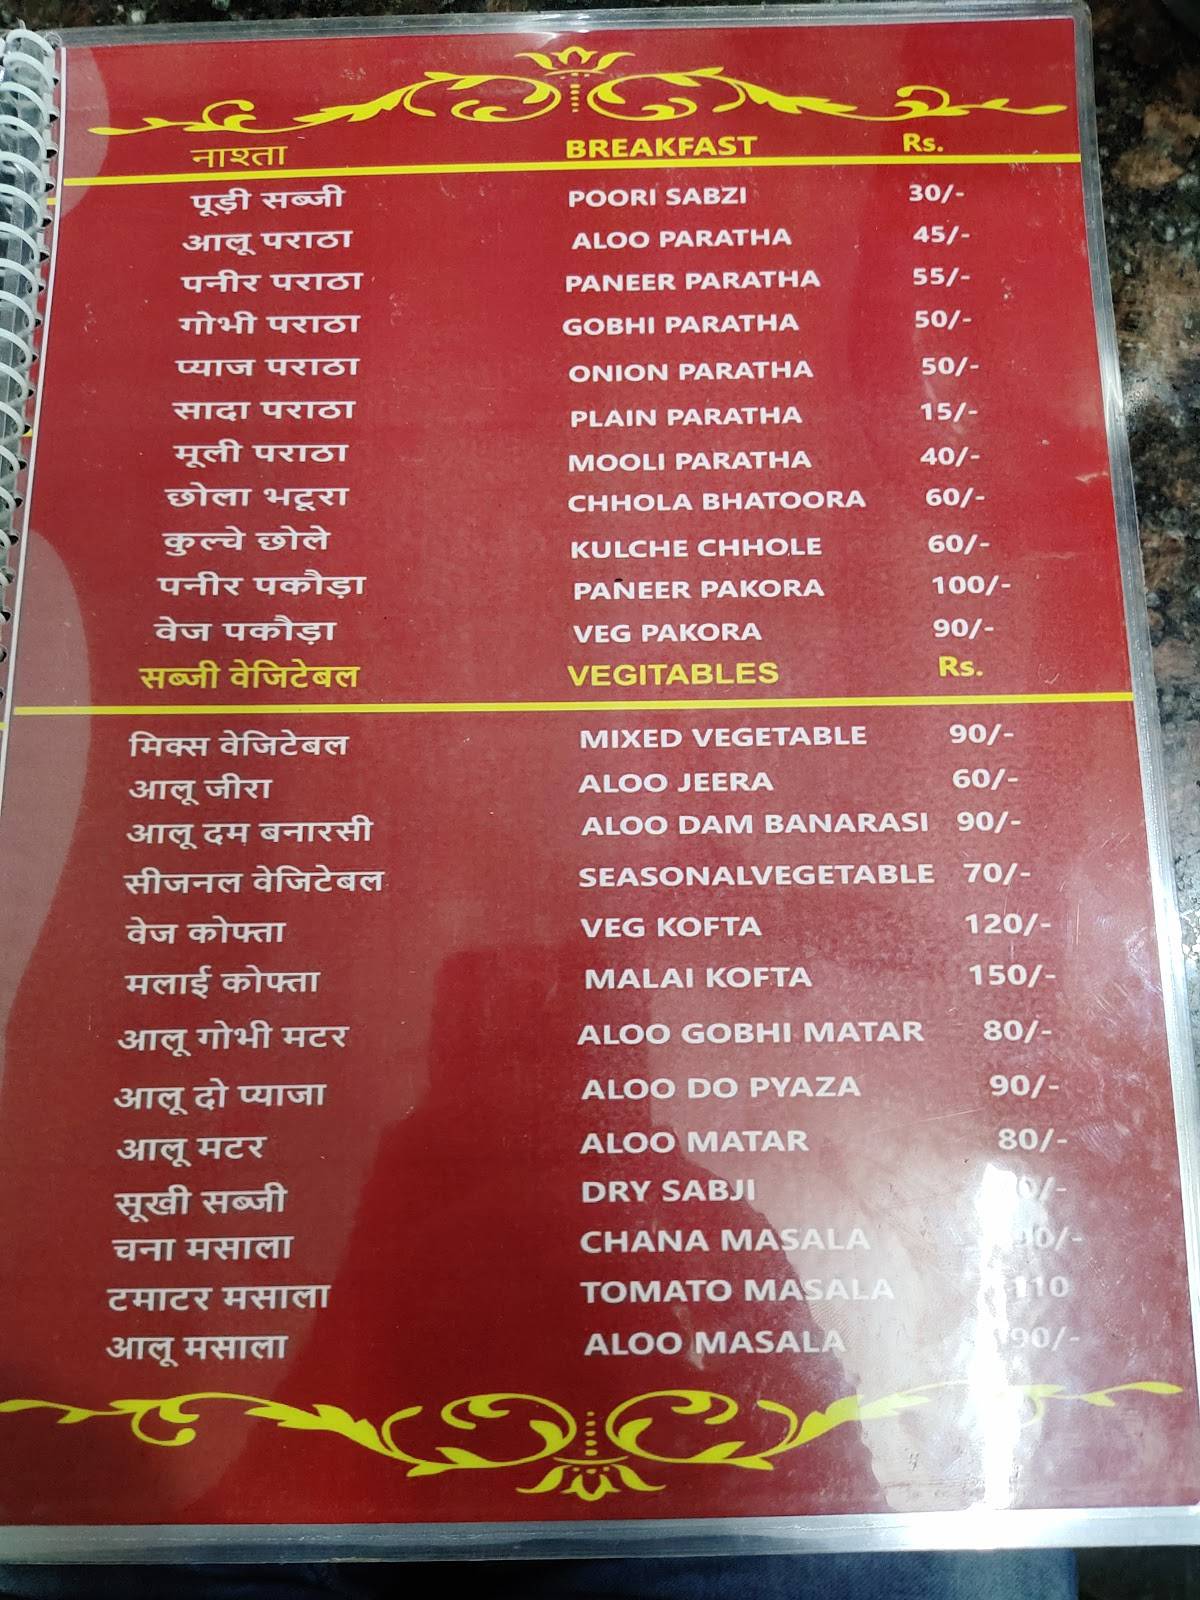 नाश्ता BREAKFAST Rs.
पूड़ी सब्जी POORI SABZI 30/-
आलू पराठा ALOO PARATHA 45/-
पनीर पराठा PANEER PARATHA 55/-
गोभी पराठा GOBHI PARATHA 50/-
प्याज पराठा ONION PARATHA 50/-
सादा पराठा PLAIN PARATHA 15/-
मूली पराठा MOOLI PARATHA 40/-
छोला भटूरा CHHOLA BHATOORA 60/-
कुल्चे छोले KULCHE CHHOLE 60/-
पनीर पकौड़ा PANEER PAKORA 100/-
वेज पकौड़ा VEG PAKORA 90/-
सब्जी वेजिटेबल VEGITABLES Rs.
मिक्स वेजिटेबल MIXED VEGETABLE 90/-
आलू जीरा ALOO JEERA 60/-
आलू दम बनारसी ALOO DAM BANARASI 90/-
सीजनल वेजिटेबल SEASONALVEGETABLE 70/-
वेज कोफ्ता VEG KOFTA 120/-
मलाई कोफ्ता MALAI KOFTA 150/-
आलू गोभी मटर ALOO GOBHI MATAR 80/-
आलू दो प्याजा ALOO DO PYAZA 90/-
आलू मटर ALOO MATAR 80/-
सूखी सब्जी DRY SABJI
चना मसाला CHANA MASALA
टमाटर मसाला TOMATO MASALA 110
आलू मसाला ALOO MASALA 90/-